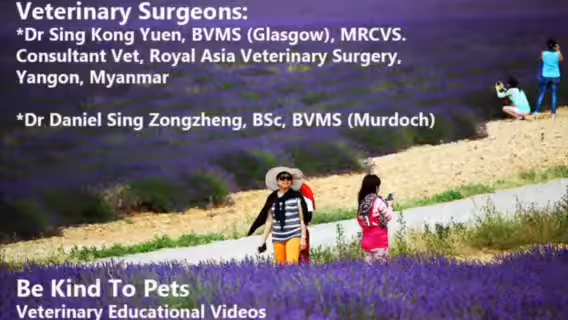 Veterinary Surgeons:
*Dr Sing Kong Yuen, BVMS (Glasgow), MRCVS.
Consultant Vet, Royal Asia Veterinary Surgery,
Yangon, Myanmar
*Dr Daniel Sing Zongzheng, BSc, BVMS (Murdoch)
Be Kind To Pets
Veterinary Educational Videos